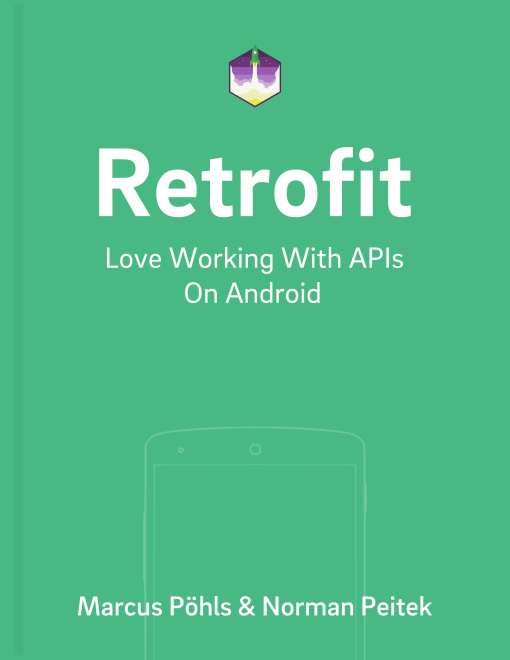 Retrofit
Love Working With APIs
On Android
Marcus Pöhls & Norman Peitek